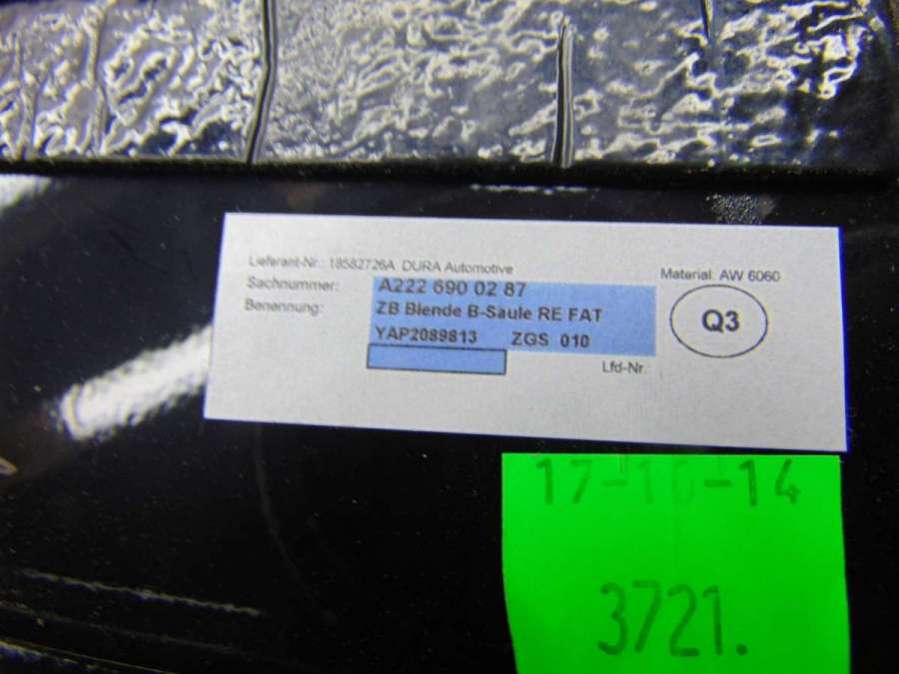 Lieferant-Nr.: 18582726A DURA Automotive
Material: AW 6060
Sachnummer: A222 690 02 87
Benennung: ZB Blende B-Säule RE FAT
Q3
YAP2089813 ZGS 010
Lfd-Nr.
17-10-14
3721.